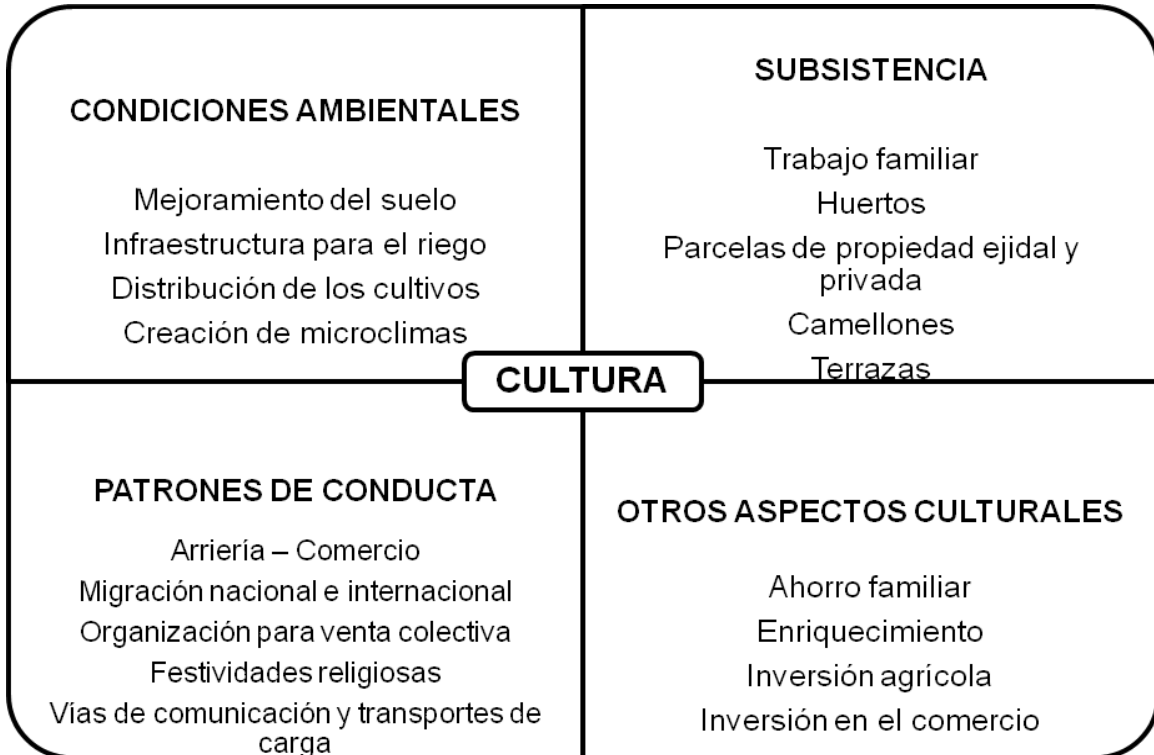 CONDICIONES AMBIENTALES
Mejoramiento del suelo
Infraestructura para el riego
Distribución de los cultivos
Creación de microclimas
SUBSISTENCIA
Trabajo familiar
Huertos
Parcelas de propiedad ejidal y
privada
Camellones
Terrazas
CULTURA
PATRONES DE CONDUCTA
Arriería – Comercio
Migración nacional e internacional
Organización para venta colectiva
Festividades religiosas
Vías de comunicación y transportes de
carga
OTROS ASPECTOS CULTURALES
Ahorro familiar
Enriquecimiento
Inversión agrícola
Inversión en el comercio